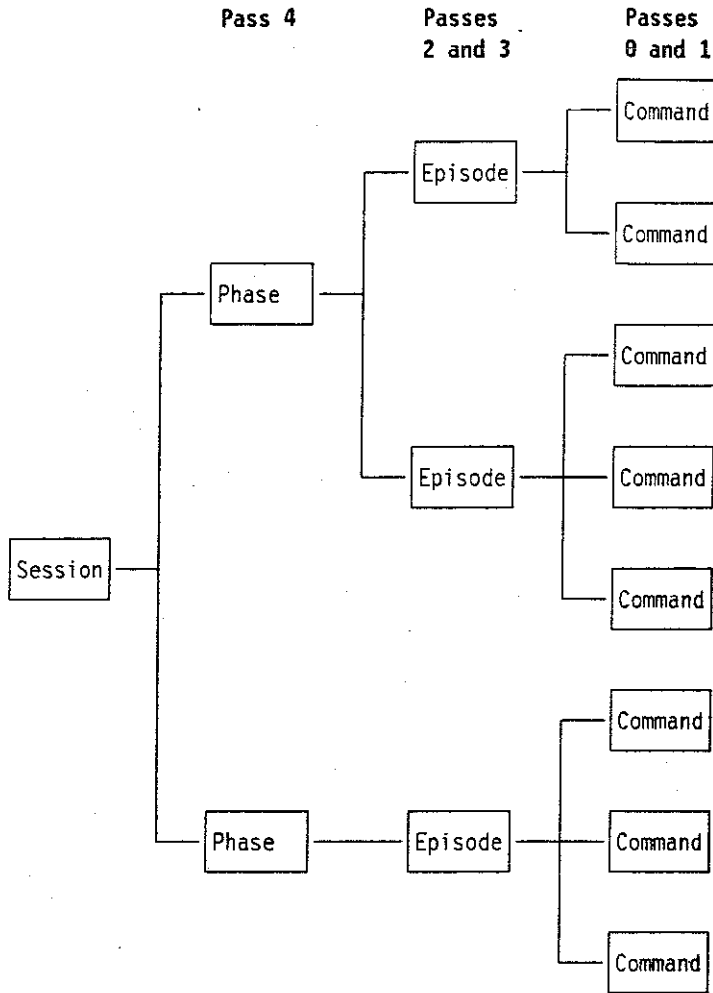 Pass 4
Passes
2 and 3
Passes
0 and 1
Command
Episode
Command
Phase
Command
Episode
Command
Session
Command
Command
Phase
Episode
Command
Command